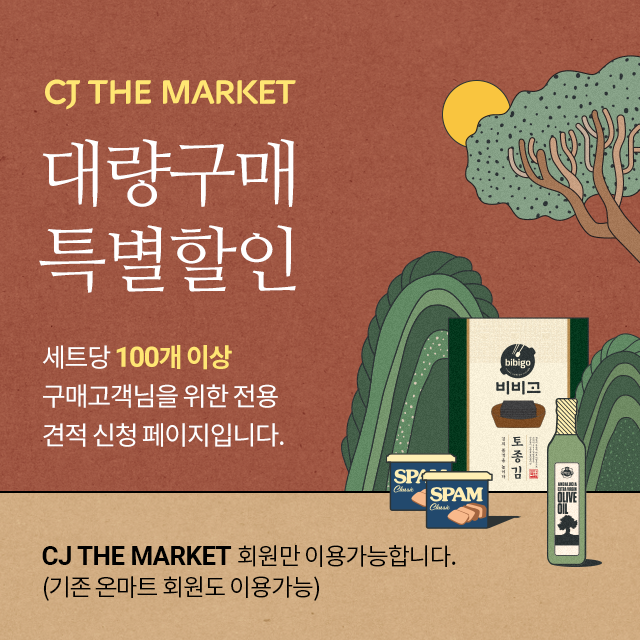 CJ THE MARKET
대량구매
특별할인
세트당 100개 이상
구매고객님을 위한 전용
견적 신청 페이지입니다.
bibigo
비비고
토종김
SPAM
Classic
SPAM
Classic
ANDALUCIA
EXTRA VIRGIN
OLIVE
OIL
CJ THE MARKET 회원만 이용가능합니다.
(기존 온마트 회원도 이용가능)